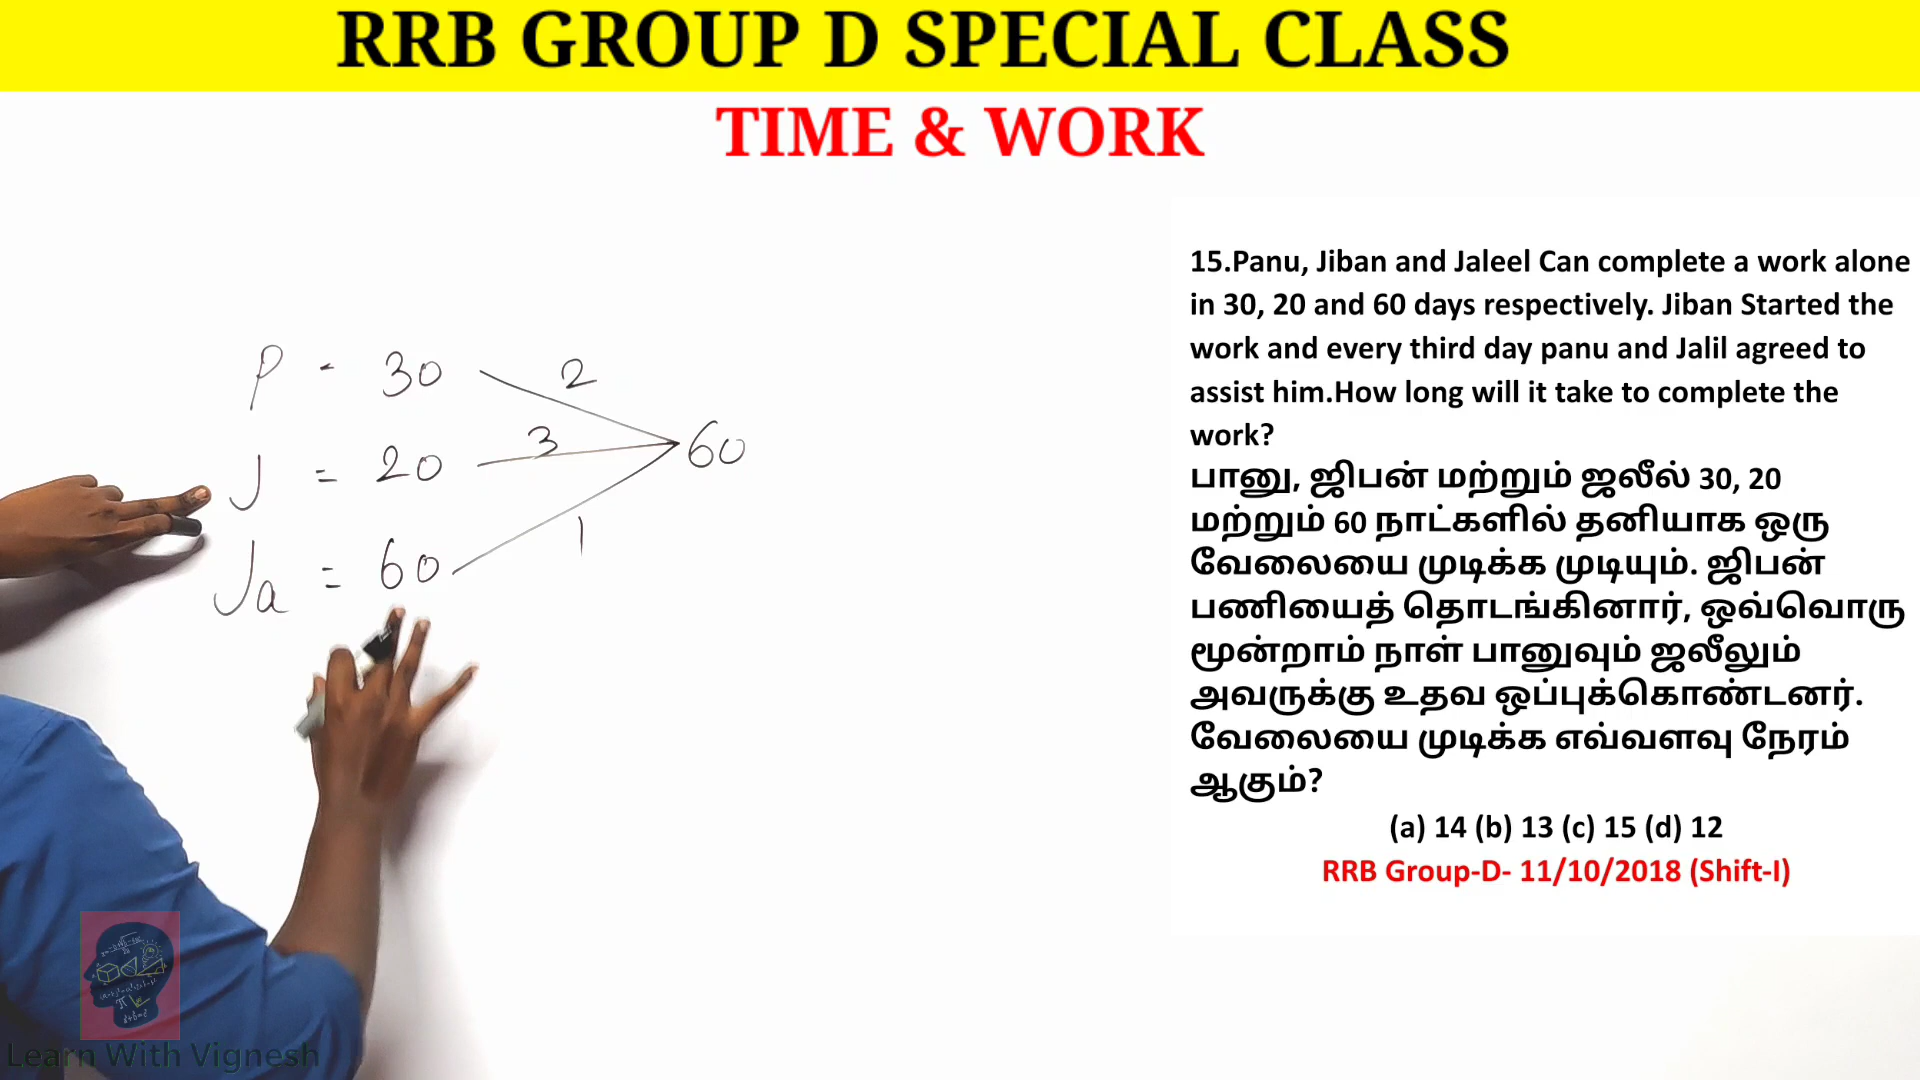 RRB GROUP D SPECIAL CLASS
TIME & WORK
15.Panu, Jiban and Jaleel Can complete a work alone
in 30, 20 and 60 days respectively. Jiban Started the
work and every third day panu and Jalil agreed to
assist him.How long will it take to complete the
work?
பானு, ஜிபன் மற்றும் ஜலீல் 30, 20
மற்றும் 60 நாட்களில் தனியாக ஒரு
வேலையை முடிக்க முடியும். ஜிபன்
பணியைத் தொடங்கினார், ஒவ்வொரு
மூன்றாம் நாள் பானுவும் ஜலீலும்
அவருக்கு உதவ ஒப்புக்கொண்டனர்.
வேலையை முடிக்க எவ்வளவு நேரம்
ஆகும்?
(a) 14 (b) 13 (c) 15 (d) 12
RRB Group-D- 11/10/2018 (Shift-I)
P - 30 2
J = 20 3 60
Ja = 60 1
Learn With Vignesh